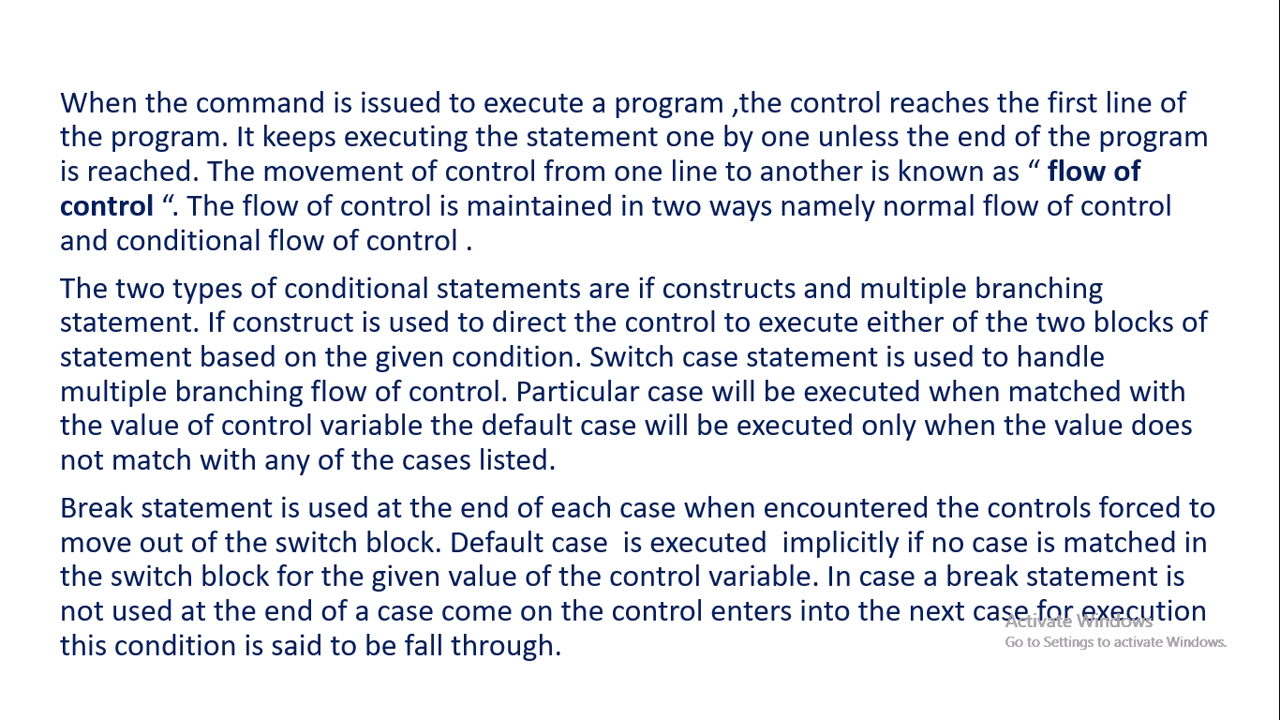 When the command is issued to execute a program ,the control reaches the first line of
the program. It keeps executing the statement one by one unless the end of the program
is reached. The movement of control from one line to another is known as “ flow of
control “. The flow of control is maintained in two ways namely normal flow of control
and conditional flow of control .
The two types of conditional statements are if constructs and multiple branching
statement. If construct is used to direct the control to execute either of the two blocks of
statement based on the given condition. Switch case statement is used to handle
multiple branching flow of control. Particular case will be executed when matched with
the value of control variable the default case will be executed only when the value does
not match with any of the cases listed.
Break statement is used at the end of each case when encountered the controls forced to
move out of the switch block. Default case  is executed  implicitly if no case is matched in
the switch block for the given value of the control variable. In case a break statement is
not used at the end of a case come on the control enters into the next case for execution
this condition is said to be fall through.
Activate Windows
Go to Settings to activate Windows.